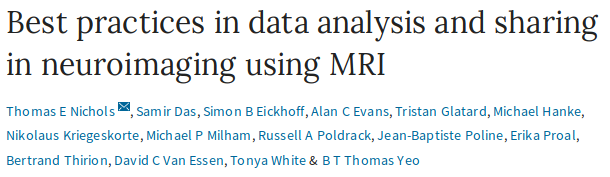 Best practices in data analysis and sharing
in neuroimaging using MRI
Thomas E Nichols, Samir Das, Simon B Eickhoff, Alan C Evans, Tristan Glatard, Michael Hanke,
Nikolaus Kriegeskorte, Michael P Milham, Russell A Poldrack, Jean-Baptiste Poline, Erika Proal,
Bertrand Thirion, David C Van Essen, Tonya White & B T Thomas Yeo